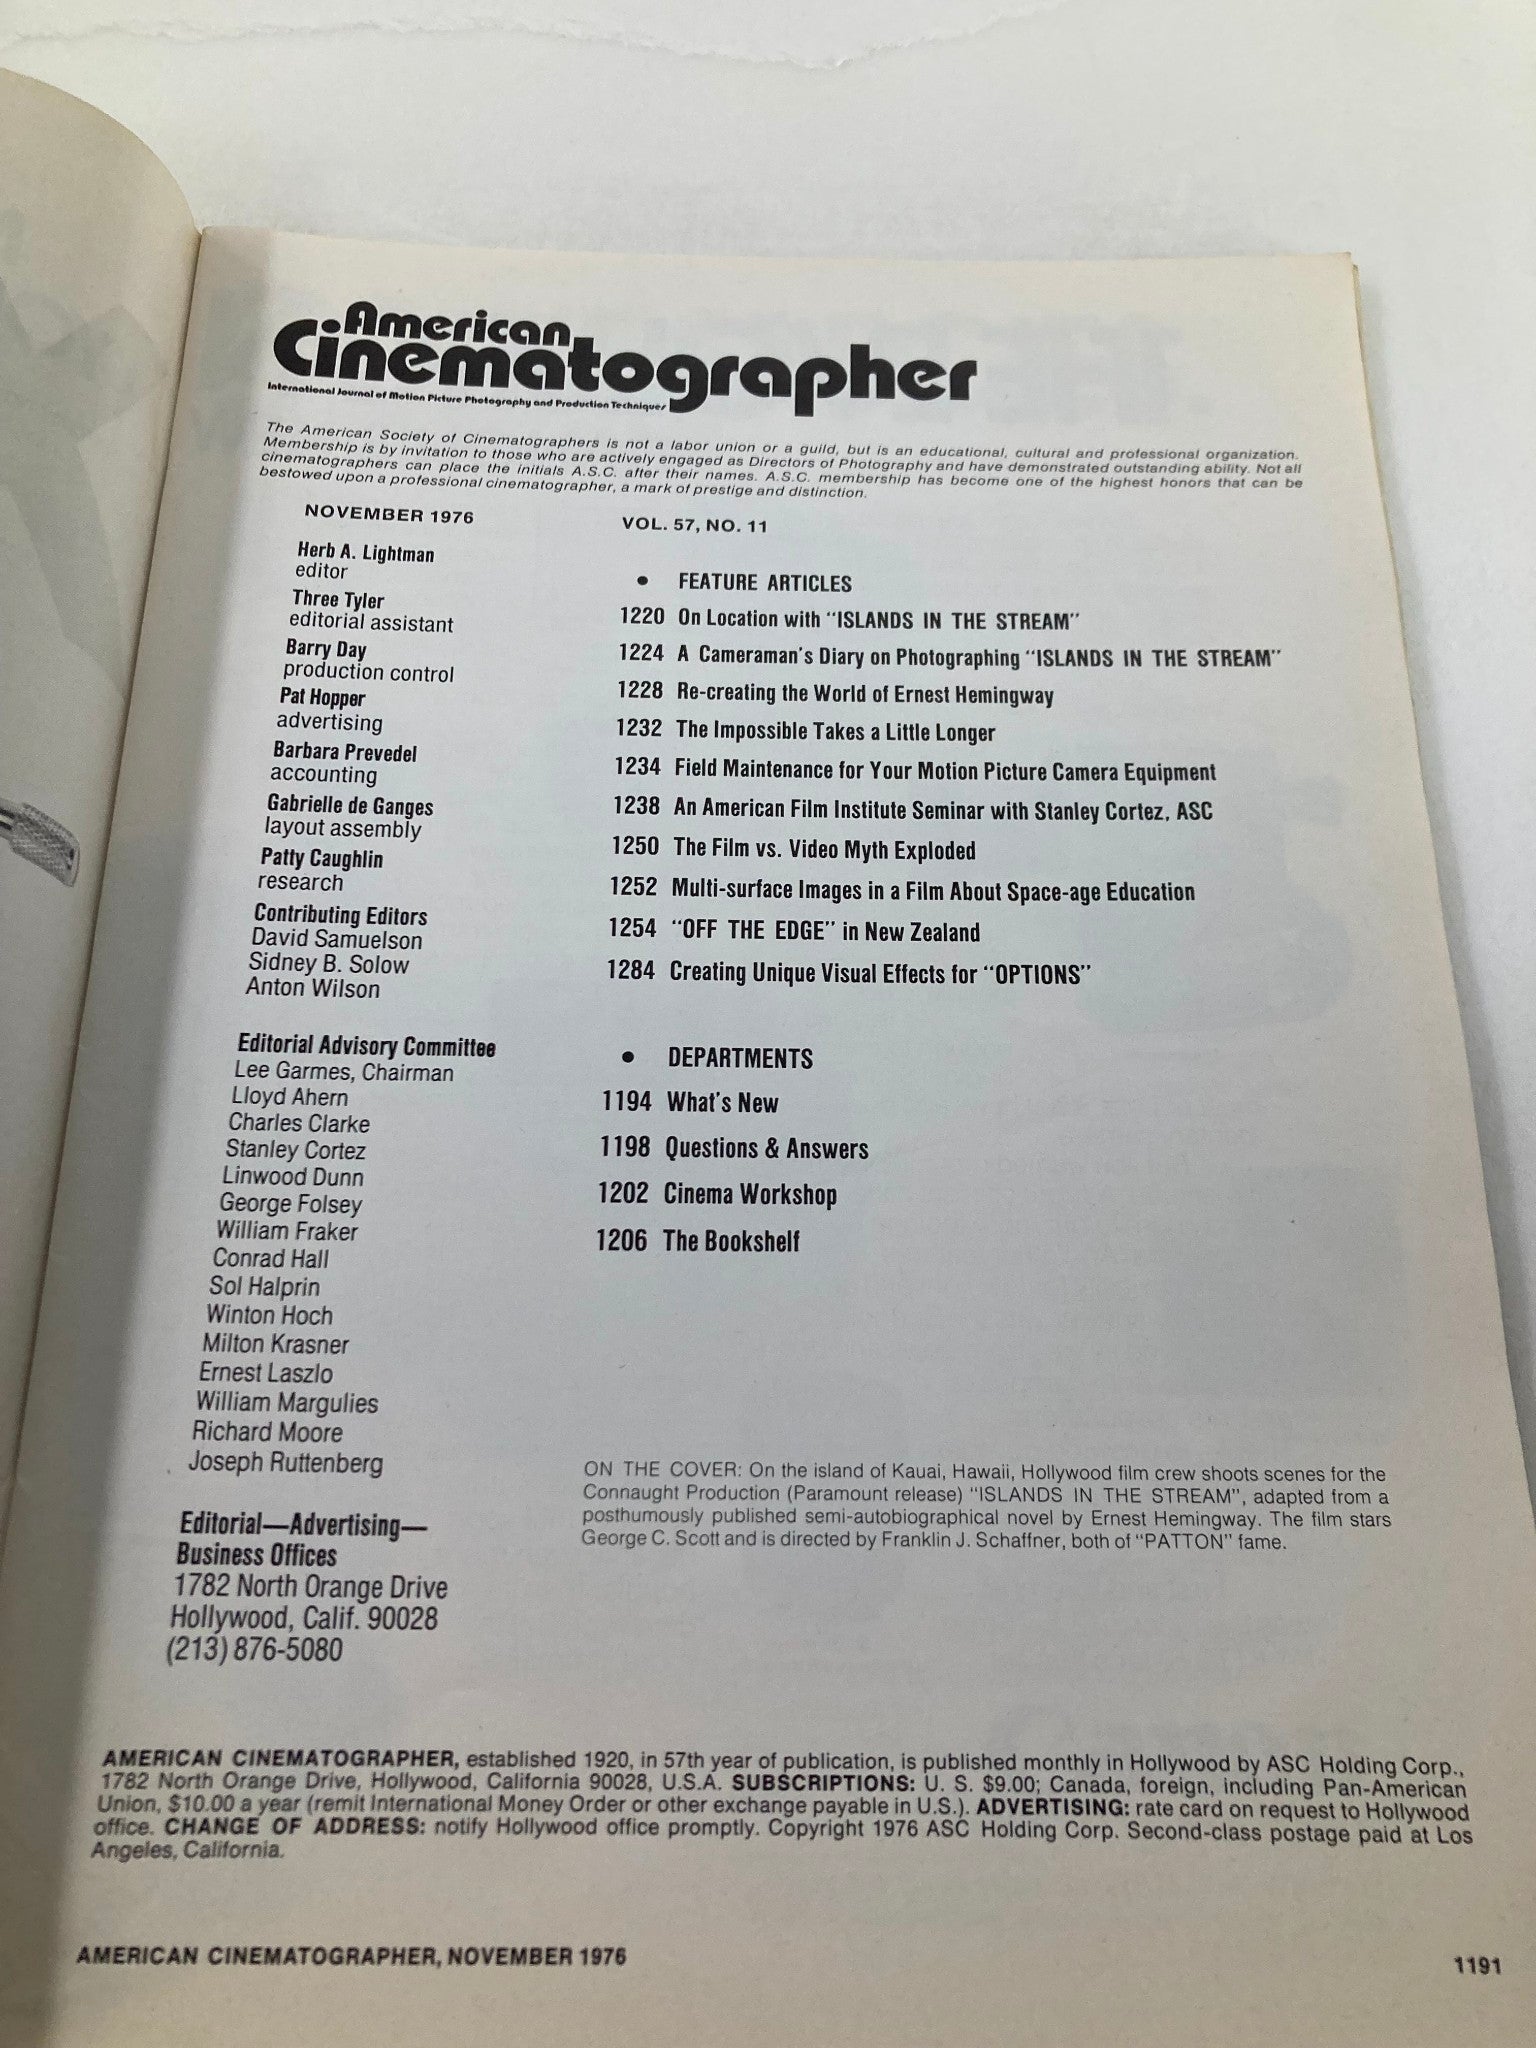 American
Cinematographer
International Journal of Motion Picture Photography and Production Techniques
The American Society of Cinematographers is not a labor union or a guild, but is an educational, cultural and professional organization.
Membership is by invitation to those who are actively engaged as Directors of Photography and have demonstrated outstanding ability. Not all
cinematographers can place the initials A.S.C. after their names. A.S.C. membership has become one of the highest honors that can be
bestowed upon a professional cinematographer, a mark of prestige and distinction.
NOVEMBER 1976
Herb A. Lightman
editor
Three Tyler
editorial assistant
Barry Day
production control
Pat Hopper
advertising
Barbara Prevedel
accounting
Gabrielle de Ganges
layout assembly
Patty Caughlin
research
Contributing Editors
David Samuelson
Sidney B. Solow
Anton Wilson
Editorial Advisory Committee
Lee Garmes, Chairman
Lloyd Ahern
Charles Clarke
Stanley Cortez
Linwood Dunn
George Folsey
William Fraker
Conrad Hall
Sol Halprin
Winton Hoch
Milton Krasner
Ernest Laszlo
William Margulies
Richard Moore
Joseph Ruttenberg
Editorial—Advertising—
Business Offices
1782 North Orange Drive
Hollywood, Calif. 90028
(213) 876-5080
VOL. 57, NO. 11
• FEATURE ARTICLES
1220 On Location with "ISLANDS IN THE STREAM"
1224 A Cameraman's Diary on Photographing "ISLANDS IN THE STREAM"
1228 Re-creating the World of Ernest Hemingway
1232 The Impossible Takes a Little Longer
1234 Field Maintenance for Your Motion Picture Camera Equipment
1238 An American Film Institute Seminar with Stanley Cortez, ASC
1250 The Film vs. Video Myth Exploded
1252 Multi-surface Images in a Film About Space-age Education
1254 "OFF THE EDGE" in New Zealand
1284 Creating Unique Visual Effects for "OPTIONS"
• DEPARTMENTS
1194 What's New
1198 Questions & Answers
1202 Cinema Workshop
1206 The Bookshelf
ON THE COVER: On the island of Kauai, Hawaii, Hollywood film crew shoots scenes for the
Connaught Production (Paramount release) "ISLANDS IN THE STREAM", adapted from a
posthumously published semi-autobiographical novel by Ernest Hemingway. The film stars
George C. Scott and is directed by Franklin J. Schaffner, both of "PATTON" fame.
AMERICAN CINEMATOGRAPHER, established 1920, in 57th year of publication, is published monthly in Hollywood by ASC Holding Corp.,
1782 North Orange Drive, Hollywood, California 90028, U.S.A. SUBSCRIPTIONS: U. S. $9.00; Canada, foreign, including Pan-American
Union, $10.00 a year (remit International Money Order or other exchange payable in U.S.). ADVERTISING: rate card on request to Hollywood
office. CHANGE OF ADDRESS: notify Hollywood office promptly. Copyright 1976 ASC Holding Corp. Second-class postage paid at Los
Angeles, California.
AMERICAN CINEMATOGRAPHER, NOVEMBER 1976
1191